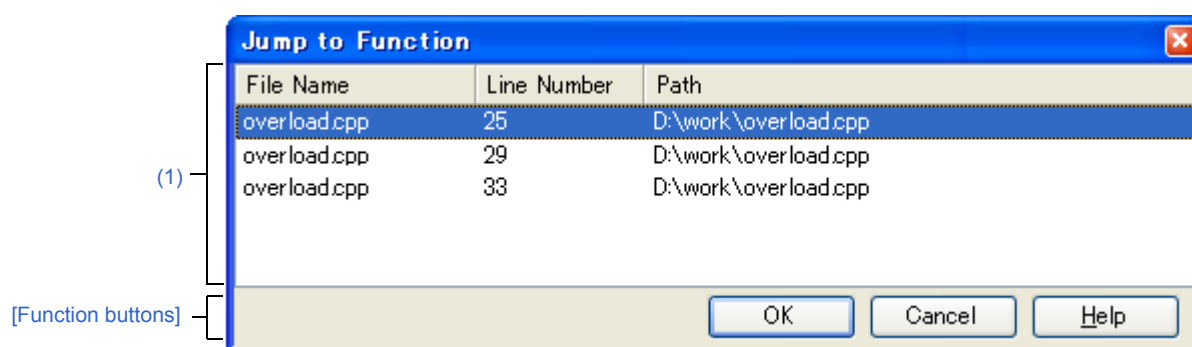 Jump to Function
File Name Line Number Path
overload.cpp 25 D:\work\overload.cpp
overload.cpp 29 D:\work\overload.cpp
overload.cpp 33 D:\work\overload.cpp
(1)
[Function buttons]
OK Cancel Help